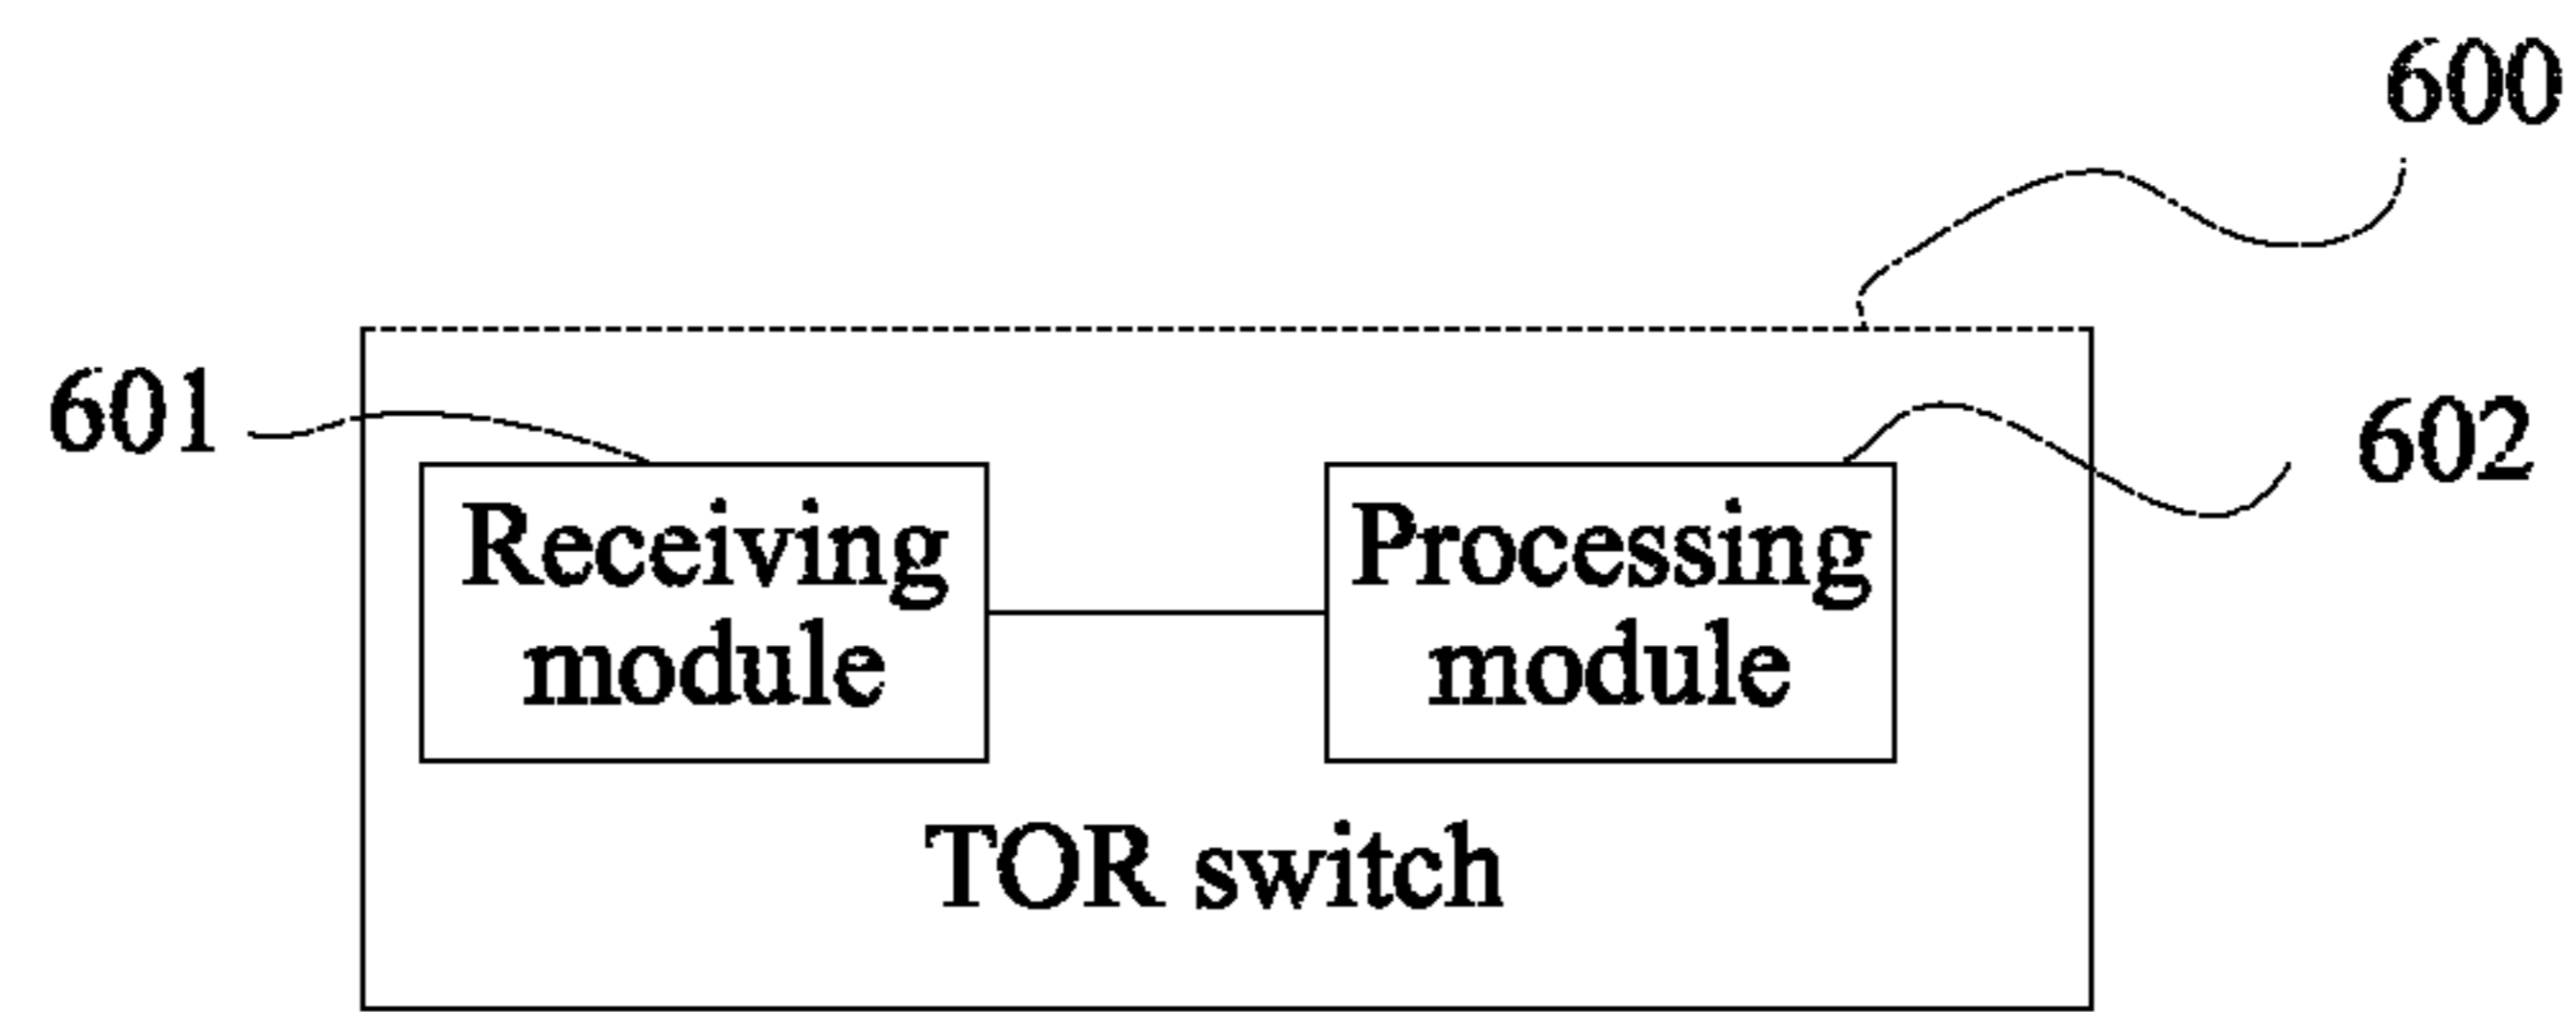 600
601
602
Receiving
module
Processing
module
TOR switch